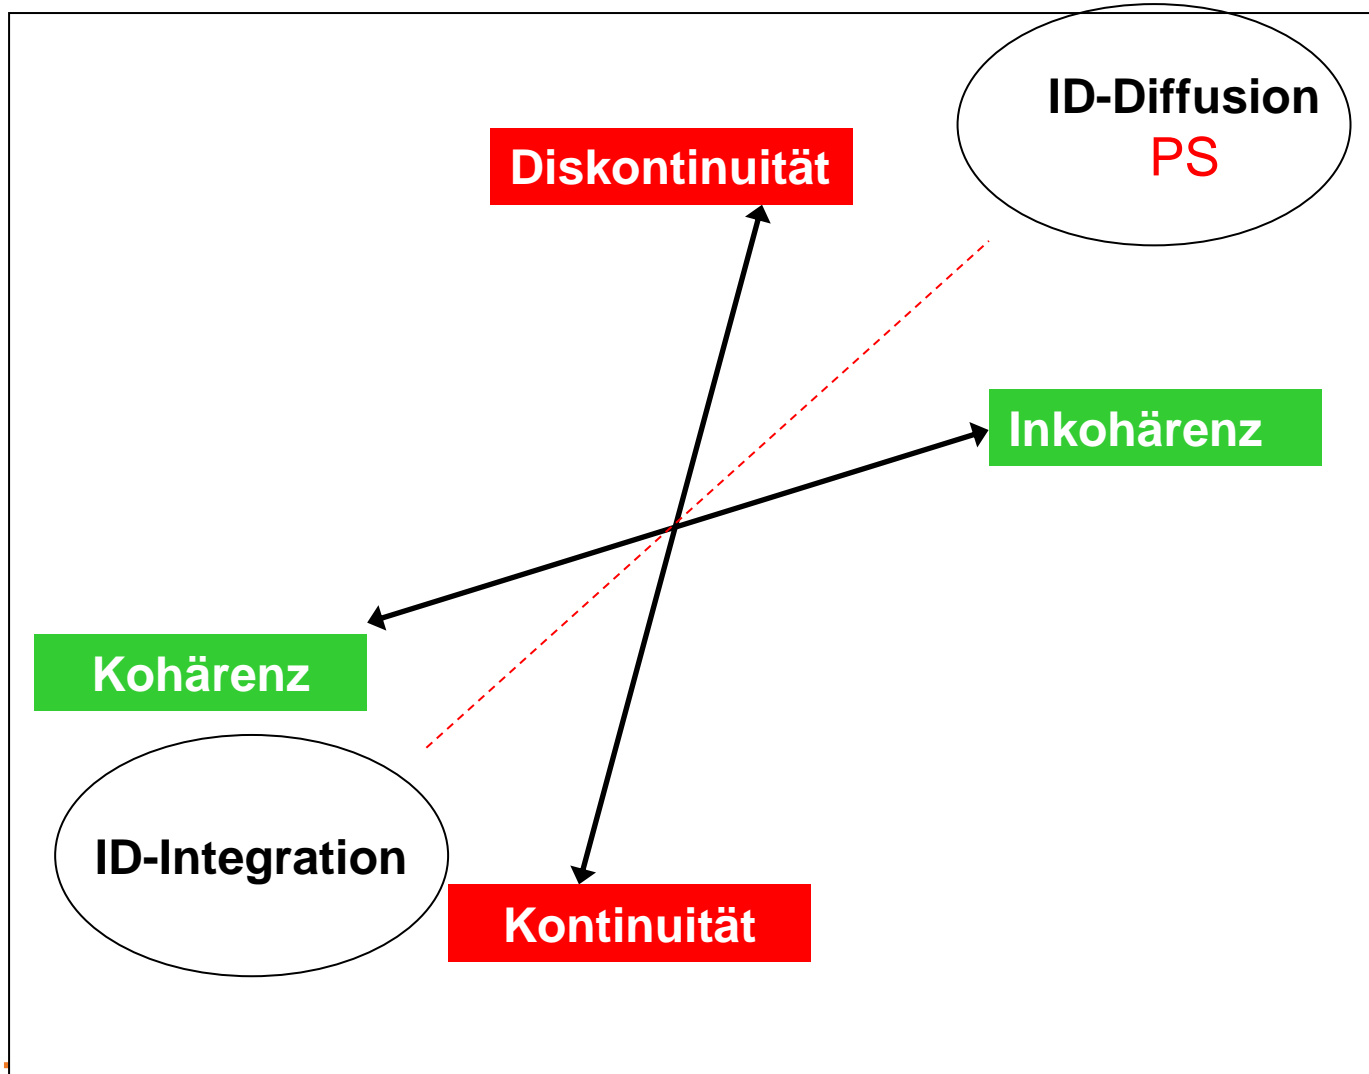 ID-Diffusion
PS
Diskontinuität
Inkohärenz
Kohärenz
ID-Integration
Kontinuität